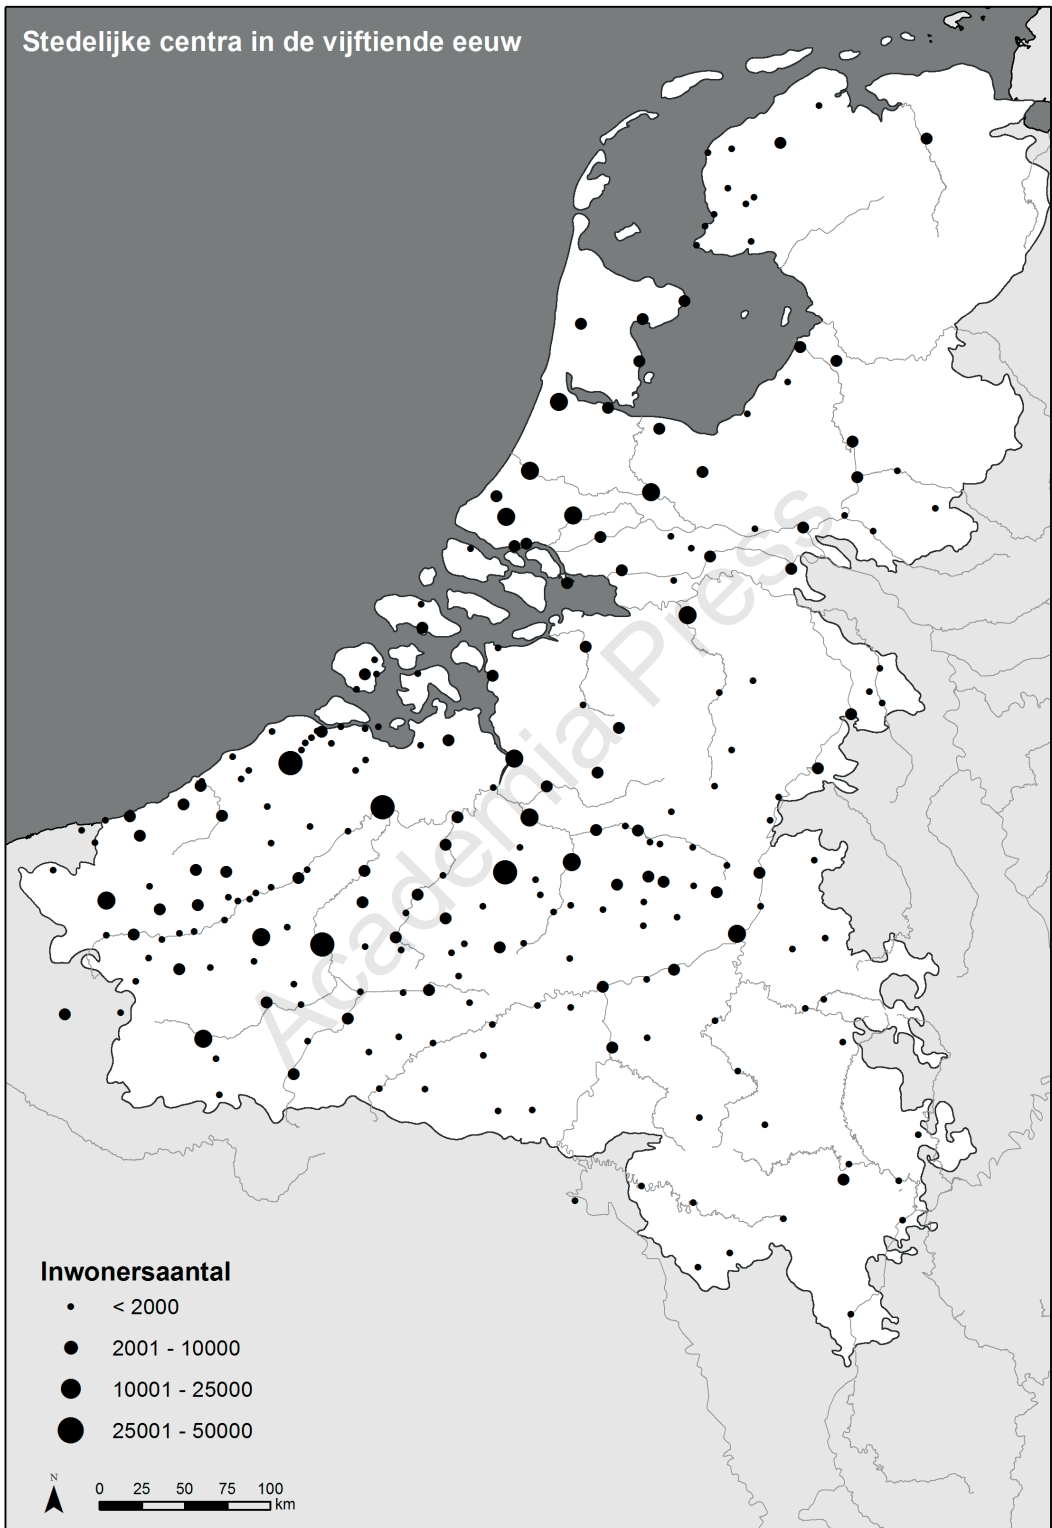 Stedelijke centra in de vijftiende eeuw
Academia Press
Inwonersaantal
< 2000
2001 - 10000
10001 - 25000
25001 - 50000
N
0 25 50 75 100
km